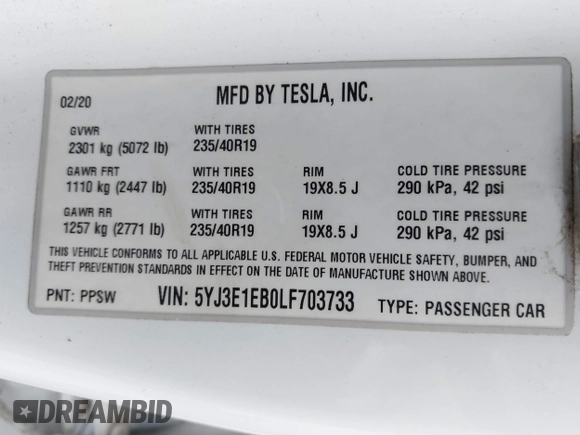 02/20 MFD BY TESLA, INC.
GVWR WITH TIRES
2301 kg (5072 lb) 235/40R19
GAWR FRT WITH TIRES RIM COLD TIRE PRESSURE
1110 kg (2447 lb) 235/40R19 19X8.5 J 290 kPa, 42 psi
GAWR RR WITH TIRES RIM COLD TIRE PRESSURE
1257 kg (2771 lb) 235/40R19 19X8.5 J 290 kPa, 42 psi
THIS VEHICLE CONFORMS TO ALL APPLICABLE U.S. FEDERAL MOTOR VEHICLE SAFETY, BUMPER, AND
THEFT PREVENTION STANDARDS IN EFFECT ON THE DATE OF MANUFACTURE SHOWN ABOVE.
PNT: PPSW VIN: 5YJ3E1EB0LF703733 TYPE: PASSENGER CAR
DREAMBID